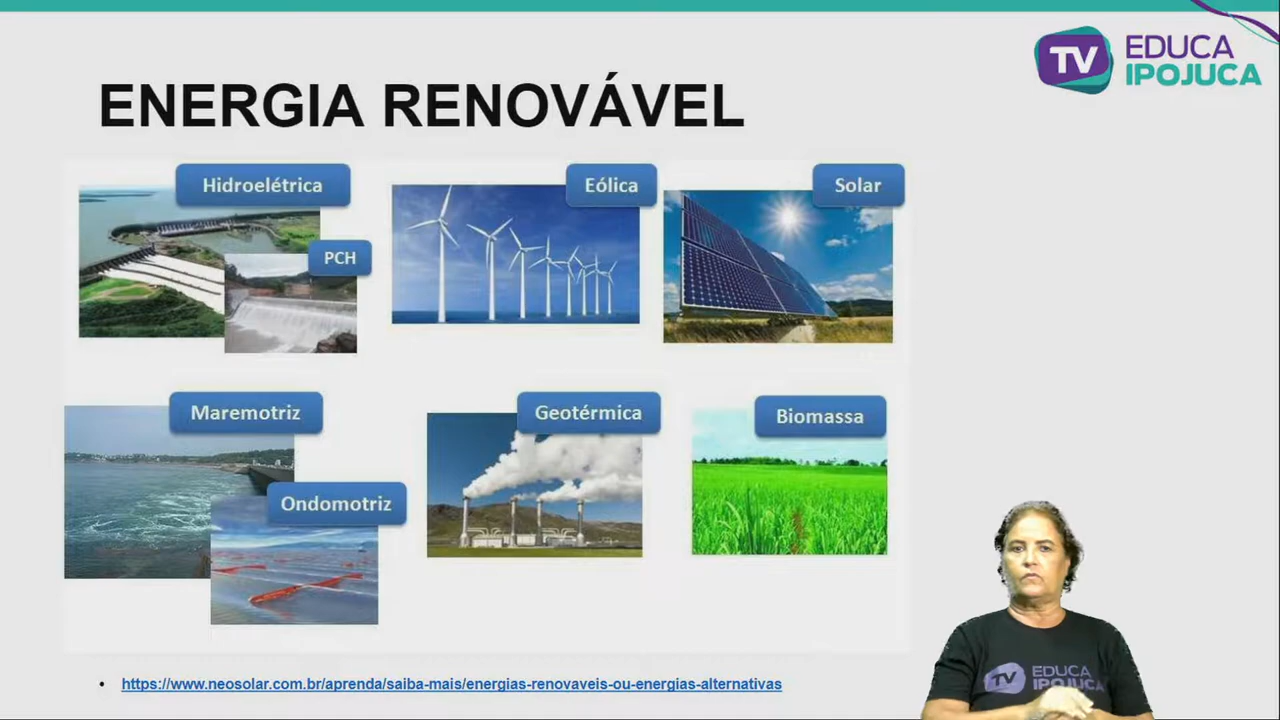 TV EDUCA
IPOJUCA
ENERGIA RENOVÁVEL
Hidroelétrica
PCH
Eólica
Solar
Maremotriz
Ondomotriz
Geotérmica
Biomassa
• https://www.neosolar.com.br/aprenda/saiba-mais/energias-renovaveis-ou-energias-alternativas
TV EDUCA
IPOJUCA